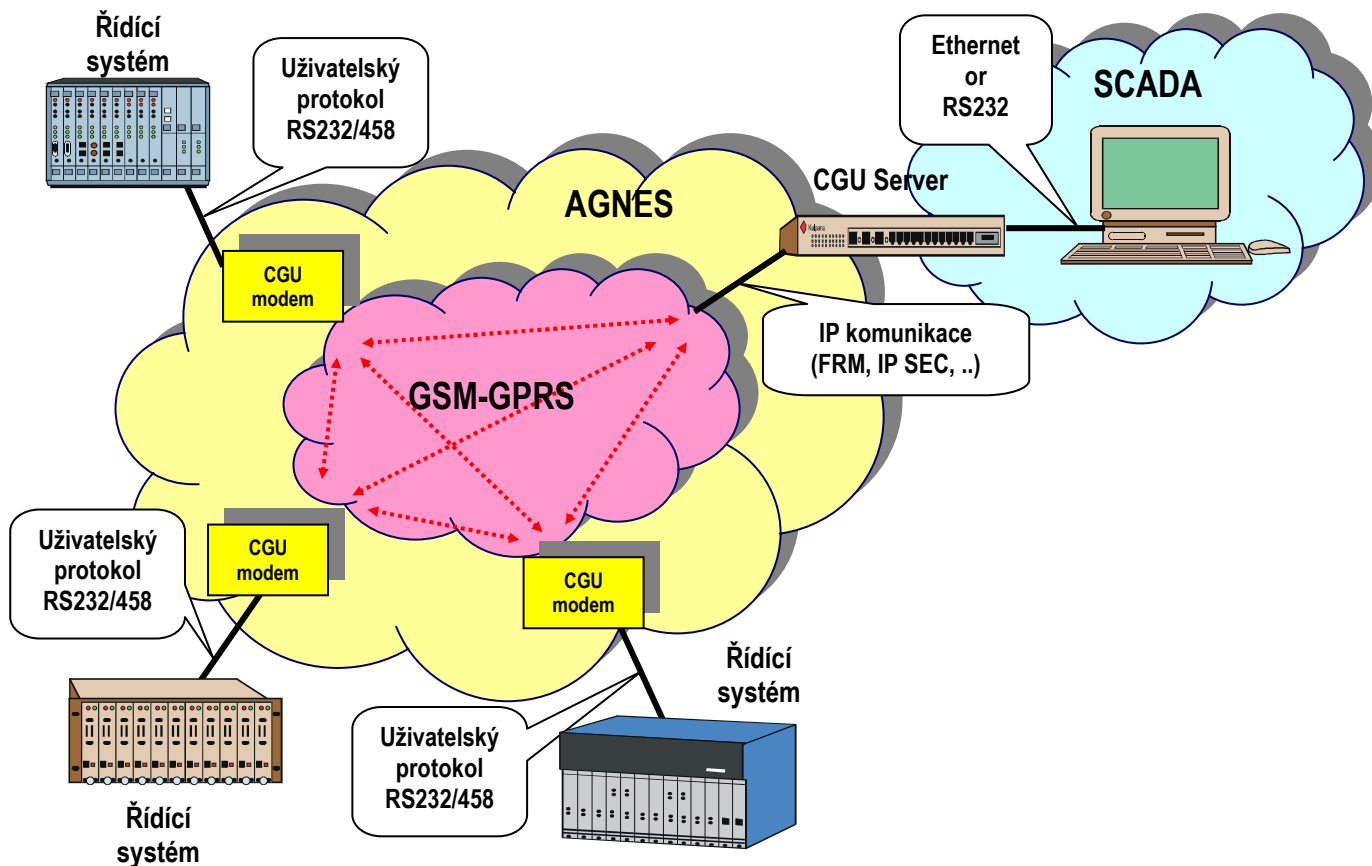 Řídící
systém
Uživatelský
protokol
RS232/458
Ethernet
or
RS232
SCADA
AGNES
CGU Server
Kalpana
CGU
modem
IP komunikace
(FRM, IP SEC, ..)
GSM-GPRS
Uživatelský
protokol
RS232/458
CGU
modem
CGU
modem
Řídící
systém
Uživatelský
protokol
RS232/458
Řídící
systém